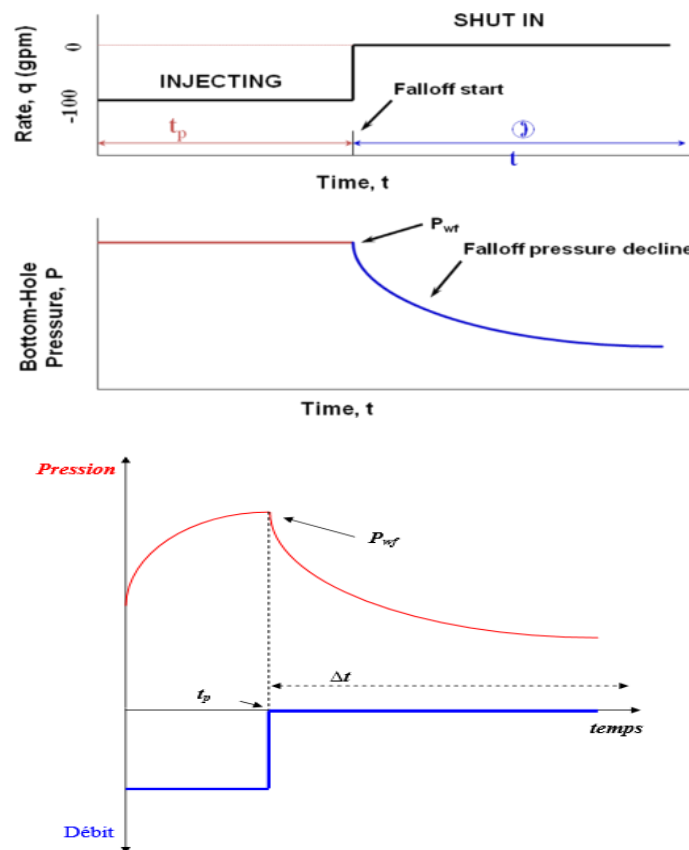 SHUT IN
0
INJECTING
Falloff start
-100
Rate, q (gpm)
tp
t
Time, t
Pwf
Falloff pressure decline
Bottom-Hole
Pressure, P
Time, t
Pression
Pwf
Δt
tp
temps
Débit